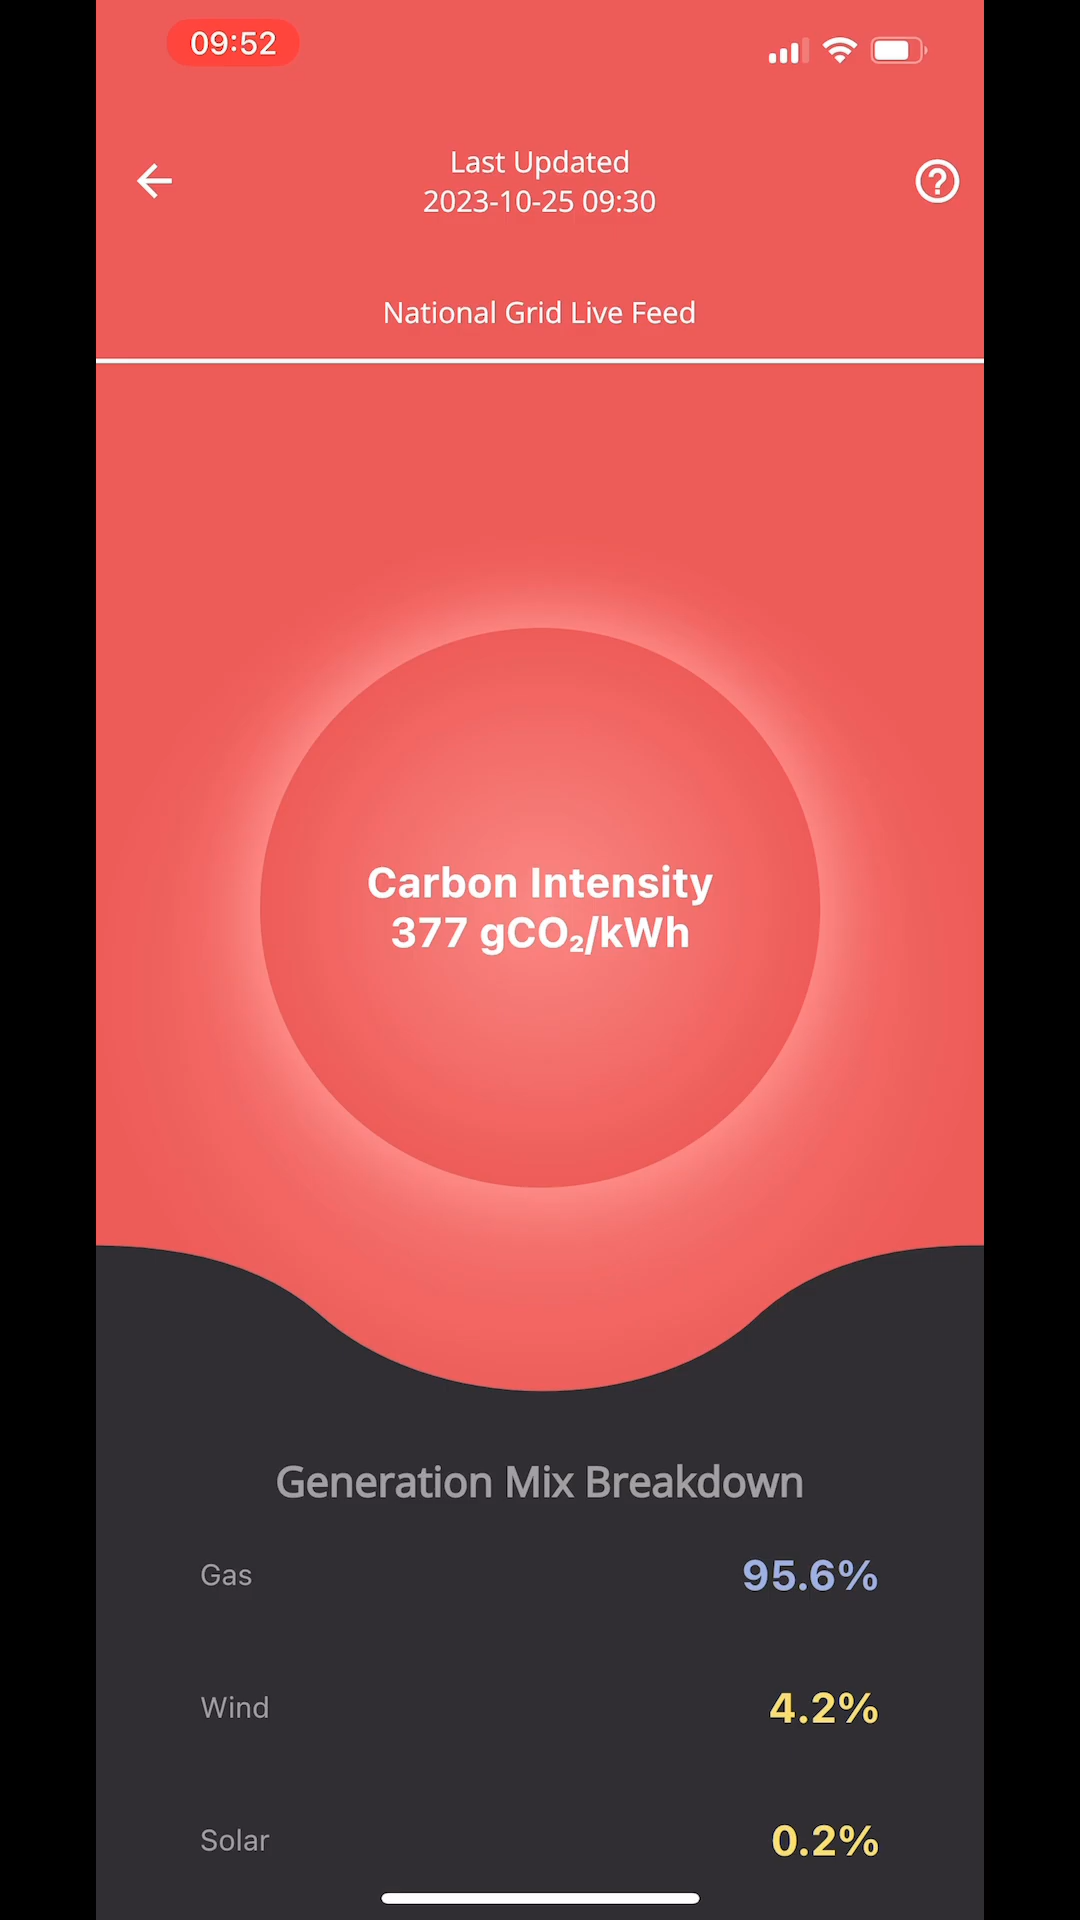 09:52
Last Updated
2023-10-25 09:30
National Grid Live Feed
Carbon Intensity
377 gCO₂/kWh
Generation Mix Breakdown
Gas 95.6%
Wind 4.2%
Solar 0.2%